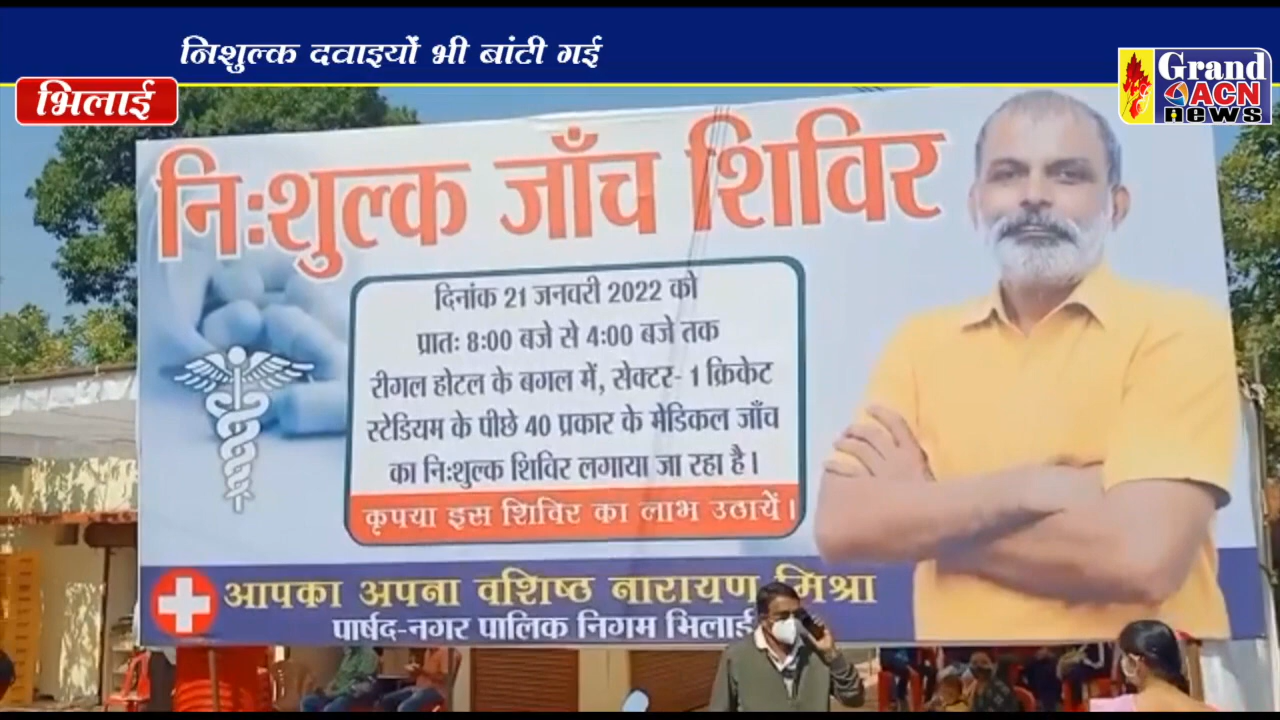 निशुल्क दवाइयों भी बांटी गई
भिलाई
Grand
ACN
news
निःशुल्क जाँच शिविर
दिनांक 21 जनवरी 2022 को
प्रातः 8:00 बजे से 4:00 बजे तक
रीगल होटल के बगल में, सेक्टर- 1 क्रिकेट
स्टेडियम के पीछे 40 प्रकार के मेडिकल जाँच
का निःशुल्क शिविर लगाया जा रहा है।
कृपया इस शिविर का लाभ उठायें।
आपका अपना वशिष्ठ नारायण मिश्रा
पार्षद-नगर पालिक निगम भिलाई